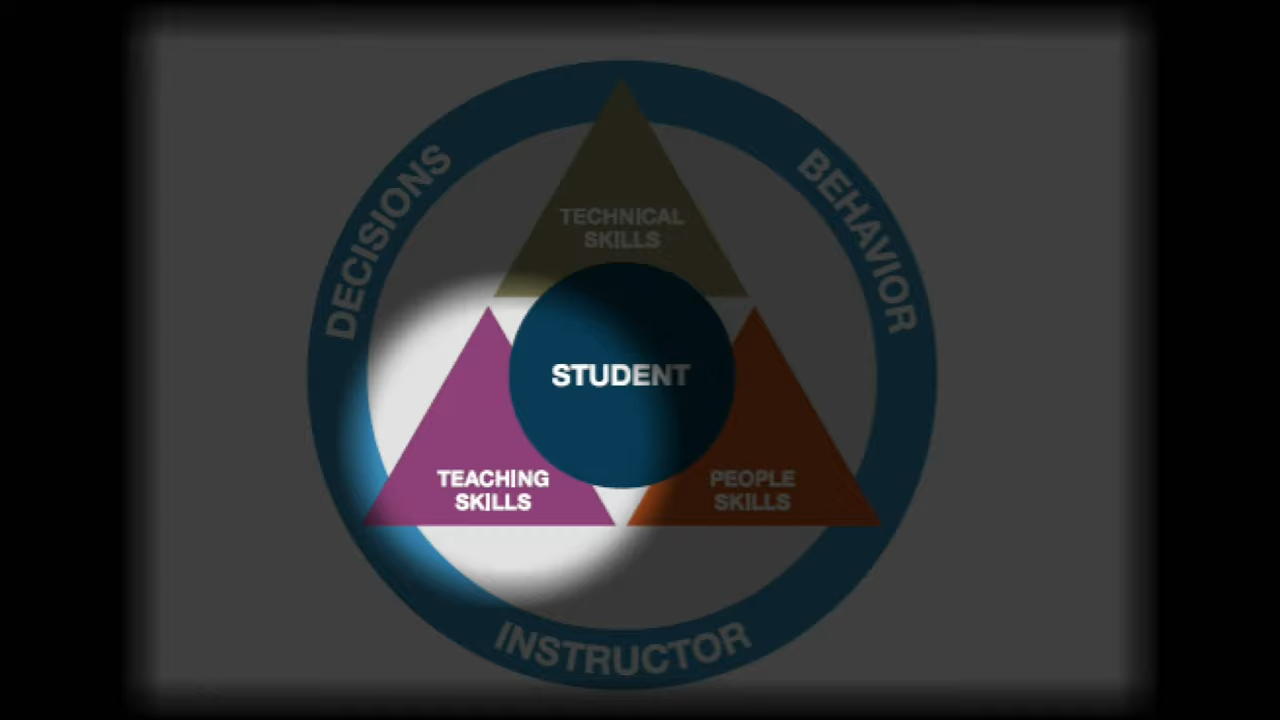 DECISIONS
BEHAVIOR
TECHNICAL
SKILLS
STUDENT
TEACHING
SKILLS
PEOPLE
SKILLS
INSTRUCTOR